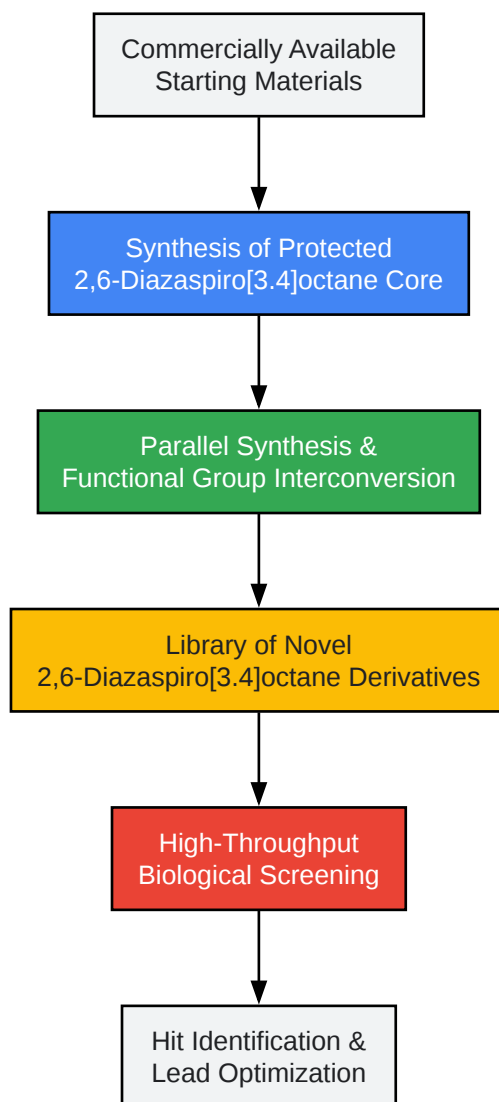 Commercially Available
Starting Materials
Synthesis of Protected
2,6-Diazaspiro[3.4]octane Core
Parallel Synthesis &
Functional Group Interconversion
Library of Novel
2,6-Diazaspiro[3.4]octane Derivatives
High-Throughput
Biological Screening
Hit Identification &
Lead Optimization